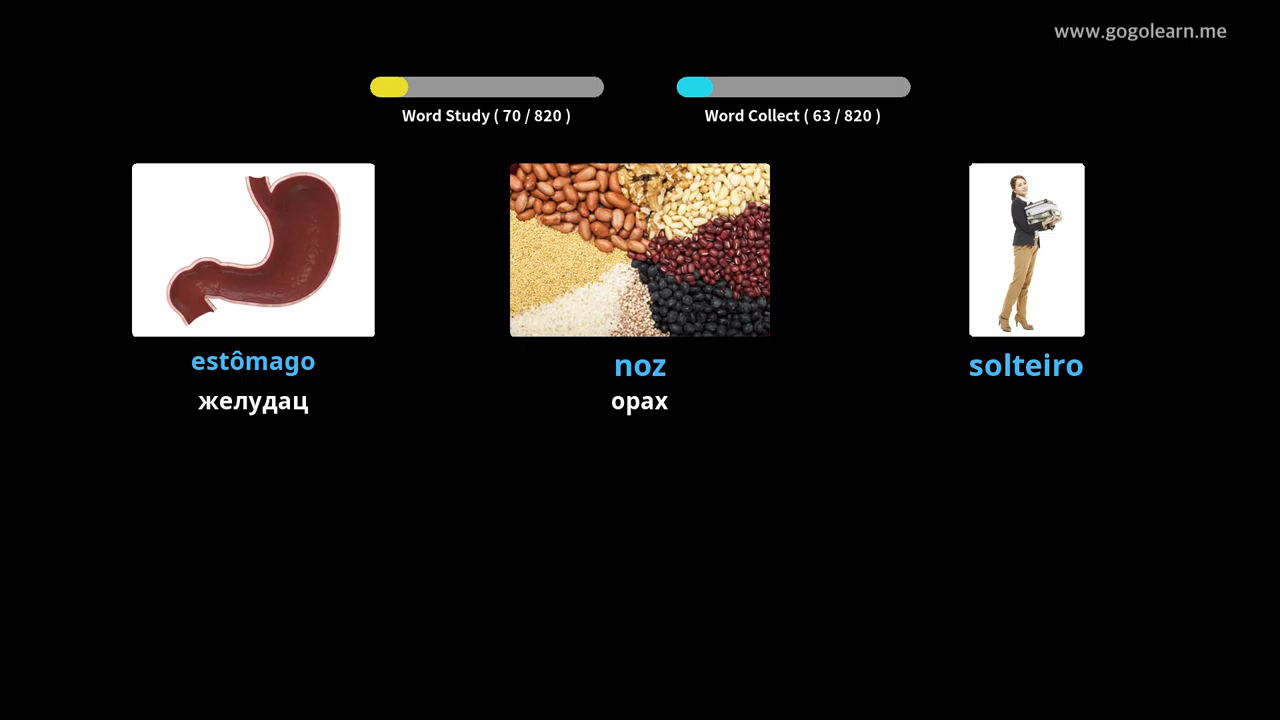 www.gogolearn.me
Word Study ( 70 / 820 )
Word Collect ( 63 / 820 )
estômago
желудац
noz
орах
solteiro